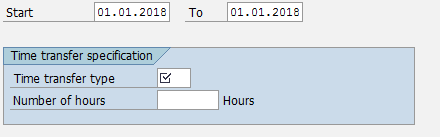 Start 01.01.2018 To 01.01.2018
Time transfer specification
Time transfer type
Number of hours Hours